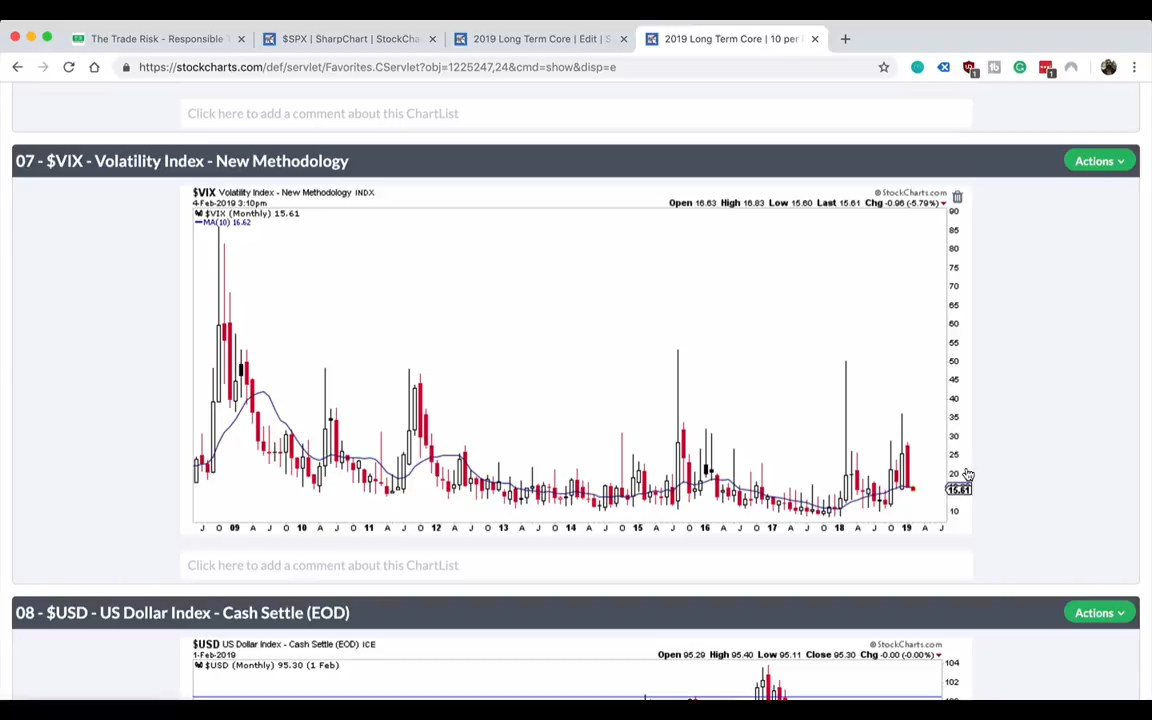 The Trade Risk - Responsible T
$SPX | SharpChart | StockCha
2019 Long Term Core | Edit | S
2019 Long Term Core | 10 per
https://stockcharts.com/def/servlet/Favorites.CServlet?obj=1225247,24&cmd=show&disp=e
Click here to add a comment about this ChartList
07 - $VIX - Volatility Index - New Methodology
Actions
$VIX Volatility Index - New Methodology INDX
© StockCharts.com
4-Feb-2019 3:10pm
Open 16.63 High 16.83 Low 15.60 Last 15.61 Chg -0.96 (-5.79%)
$VIX (Monthly) 15.61
MA(10) 16.62
90
85
80
75
70
65
60
55
50
45
40
35
30
25
20
15.61
10
J O 09 A J O 10 A J O 11 A J O 12 A J O 13 A J O 14 A J O 15 A J O 16 A J O 17 A J O 18 A J O 19 A J
Click here to add a comment about this ChartList
08 - $USD - US Dollar Index - Cash Settle (EOD)
Actions
$USD US Dollar Index - Cash Settle (EOD) ICE
© StockCharts.com
1-Feb-2019
Open 95.29 High 95.40 Low 95.11 Close 95.30 Chg -0.00 (-0.00%)
$USD (Monthly) 95.30 (1 Feb)
104
102